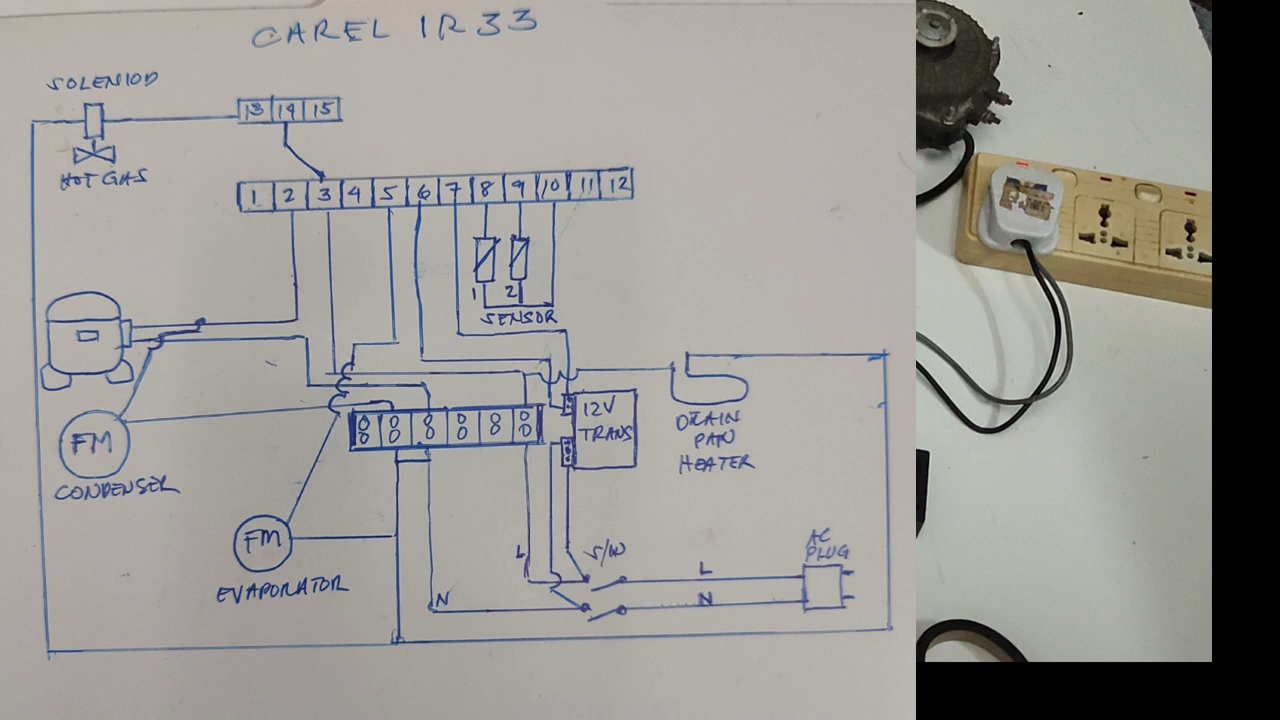 CAREL IR33
SOLENIOD
13 14 15
HOT GAS
1 2 3 4 5 6 7 8 9 10 11 12
1 2
SENSOR
12V
TRANS
DRAIN
PAN
HEATER
FM
CONDENSER
FM
EVAPORATOR
L
S/W
N
L
N
AC
PLUG